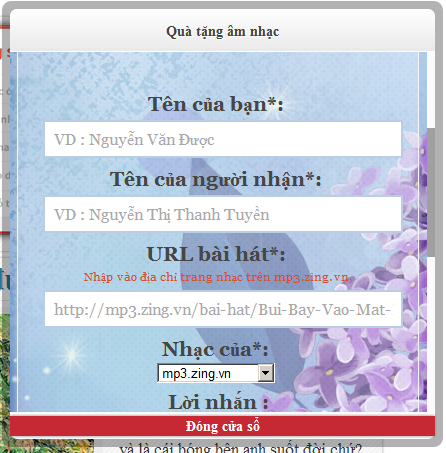 Quà tặng âm nhạc
Tên của bạn*:
VD : Nguyễn Văn Được
Tên của người nhận*:
VD : Nguyễn Thị Thanh Tuyền
URL bài hát*:
Nhập vào địa chỉ trang nhạc trên mp3.zing.vn
http://mp3.zing.vn/bai-hat/Bui-Bay-Vao-Mat-
Nhạc của*:
mp3.zing.vn
Lời nhắn :
Đóng cửa sổ
và là cái bóng bên anh suốt đời chứ?